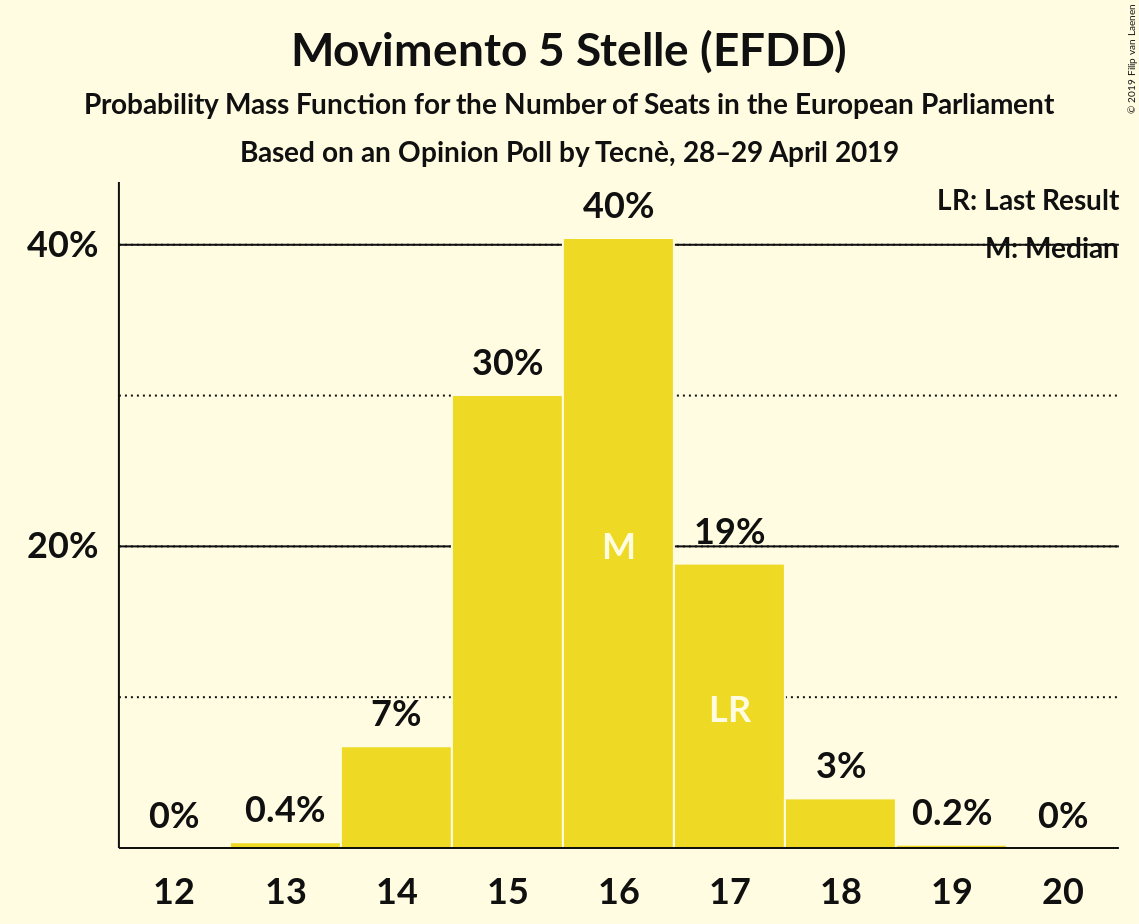 Movimento 5 Stelle (EFDD)
Probability Mass Function for the Number of Seats in the European Parliament
Based on an Opinion Poll by Tecnè, 28–29 April 2019
© 2019 Filip van Laenen
LR: Last Result
M: Median
40%
20%
0%
0.4%
7%
30%
40%
19%
3%
0.2%
0%
M
LR
12 13 14 15 16 17 18 19 20